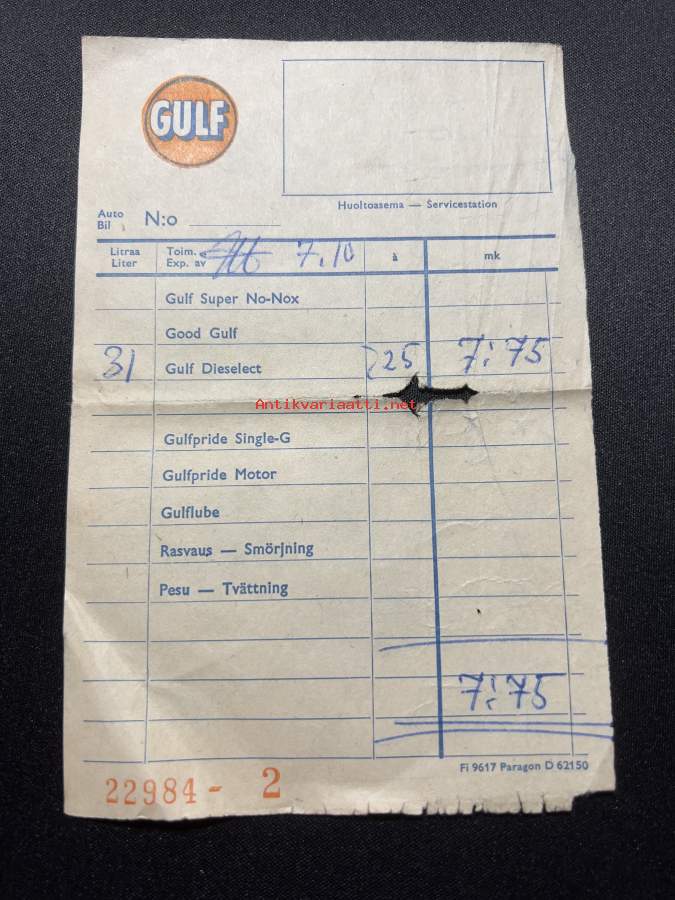 GULF
Huoltoasema — Servicestation
Auto
Bil N:o
Litraa
Liter
Toim.
Exp. av
7.10
à
mk
Gulf Super No-Nox
Good Gulf
31 Gulf Dieselect 25 7:75
Antikvariaatti.net
Gulfpride Single-G
Gulfpride Motor
Gulflube
Rasvaus — Smörjning
Pesu — Tvättning
7:75
Fi 9617 Paragon D 62150
22984 - 2